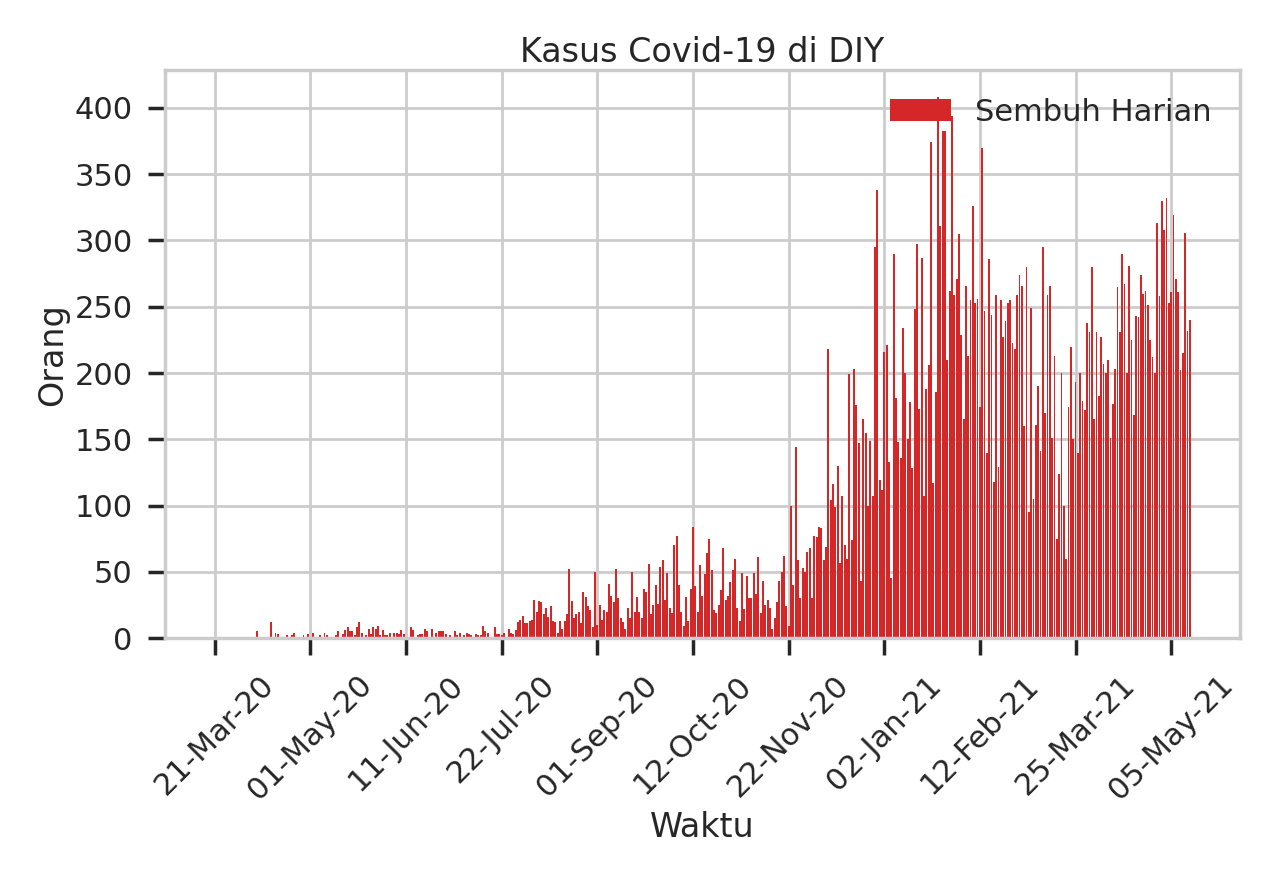 Kasus Covid-19 di DIY
Sembuh Harian
400
350
300
250
200
150
100
50
0
Orang
21-Mar-20
01-May-20
11-Jun-20
22-Jul-20
01-Sep-20
12-Oct-20
22-Nov-20
02-Jan-21
12-Feb-21
25-Mar-21
05-May-21
Waktu